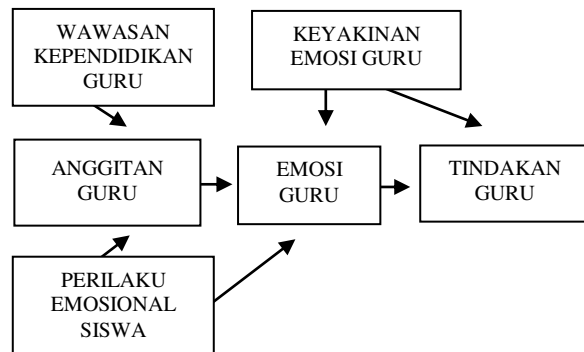 WAWASAN
KEPENDIDIKAN
GURU
KEYAKINAN
EMOSI GURU
ANGGITAN
GURU
EMOSI
GURU
TINDAKAN
GURU
PERILAKU
EMOSIONAL
SISWA